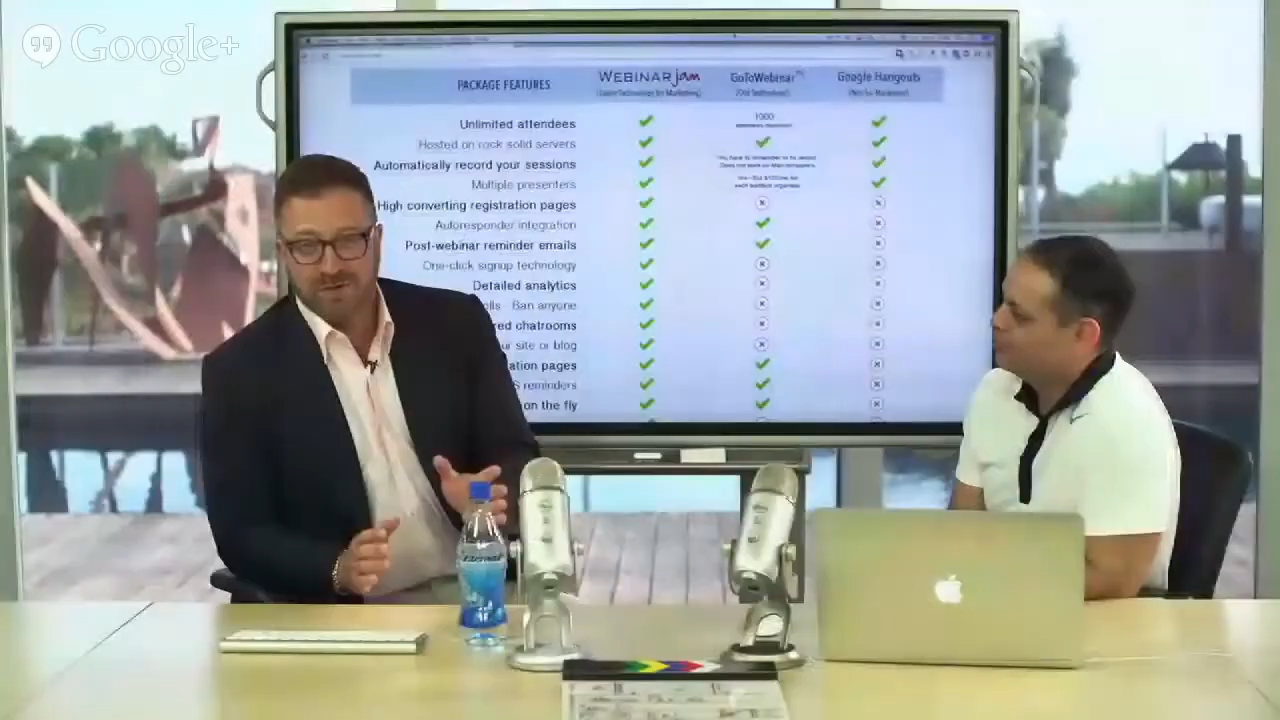 Google+
PACKAGE FEATURES
WEBINARJAM
GoToWebinar
Google Hangouts
Unlimited attendees
1000
Hosted on rock solid servers
Automatically record your sessions
Multiple presenters
High converting registration pages
Autoresponder integration
Post-webinar reminder emails
One-click signup technology
Detailed analytics
olls Ban anyone
red chatrooms
ur site or blog
ation pages
S reminders
on the fly